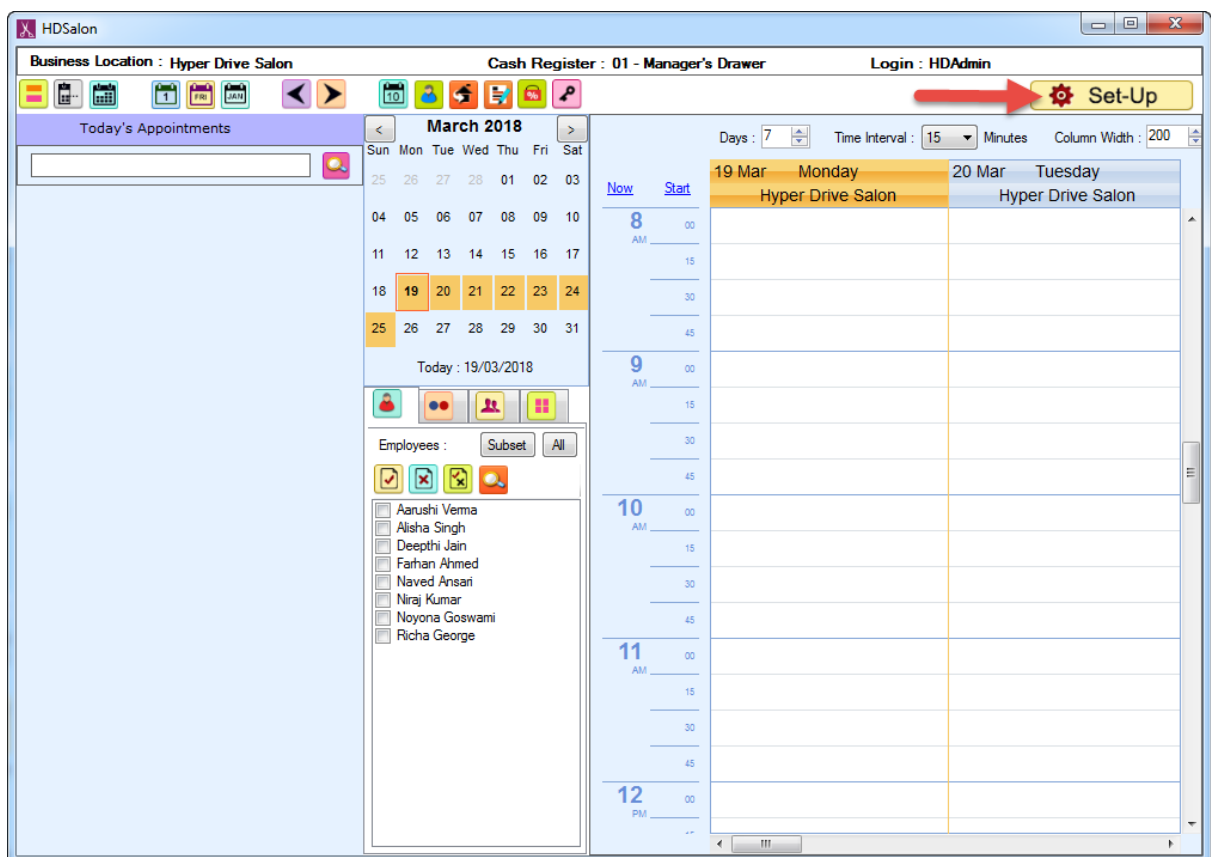 HDSalon
Business Location : Hyper Drive Salon Cash Register : 01 - Manager's Drawer Login : HDAdmin
1 FRI JAN 10 % Set-Up
Today's Appointments
< March 2018 >
Sun Mon Tue Wed Thu Fri Sat
25 26 27 28 01 02 03
04 05 06 07 08 09 10
11 12 13 14 15 16 17
18 19 20 21 22 23 24
25 26 27 28 29 30 31
Today : 19/03/2018
Employees : Subset All
Aarushi Verma
Alisha Singh
Deepthi Jain
Farhan Ahmed
Naved Ansari
Niraj Kumar
Noyona Goswami
Richa George
Days : 7 Time Interval : 15 Minutes Column Width : 200
Now Start
19 Mar Monday
Hyper Drive Salon
20 Mar Tuesday
Hyper Drive Salon
8 AM 00
15
30
45
9 AM 00
15
30
45
10 AM 00
15
30
45
11 AM 00
15
30
45
12 PM 00